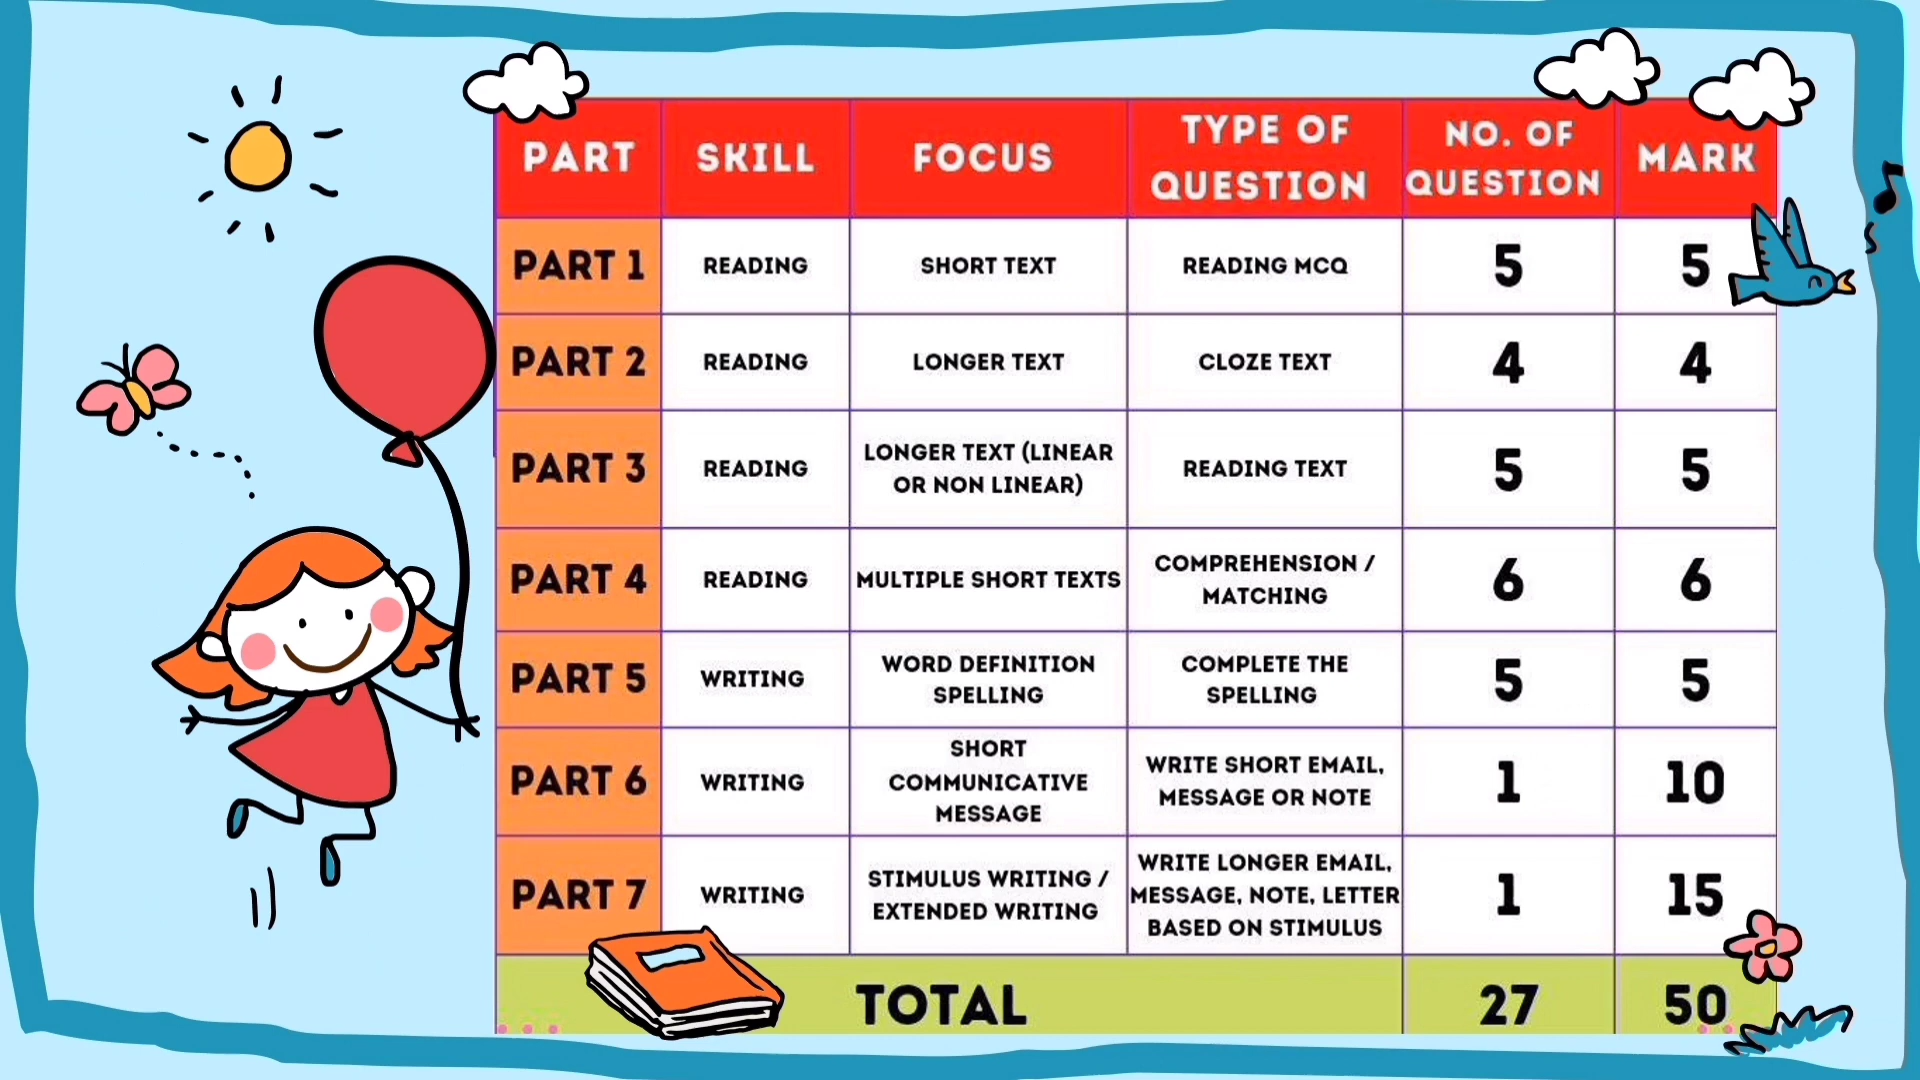 PART SKILL FOCUS TYPE OF QUESTION NO. OF QUESTION MARK
PART 1 READING SHORT TEXT READING MCQ 5 5
PART 2 READING LONGER TEXT CLOZE TEXT 4 4
PART 3 READING LONGER TEXT (LINEAR OR NON LINEAR) READING TEXT 5 5
PART 4 READING MULTIPLE SHORT TEXTS COMPREHENSION / MATCHING 6 6
PART 5 WRITING WORD DEFINITION SPELLING COMPLETE THE SPELLING 5 5
PART 6 WRITING SHORT COMMUNICATIVE MESSAGE WRITE SHORT EMAIL, MESSAGE OR NOTE 1 10
PART 7 WRITING STIMULUS WRITING / EXTENDED WRITING WRITE LONGER EMAIL, MESSAGE, NOTE, LETTER BASED ON STIMULUS 1 15
TOTAL 27 50